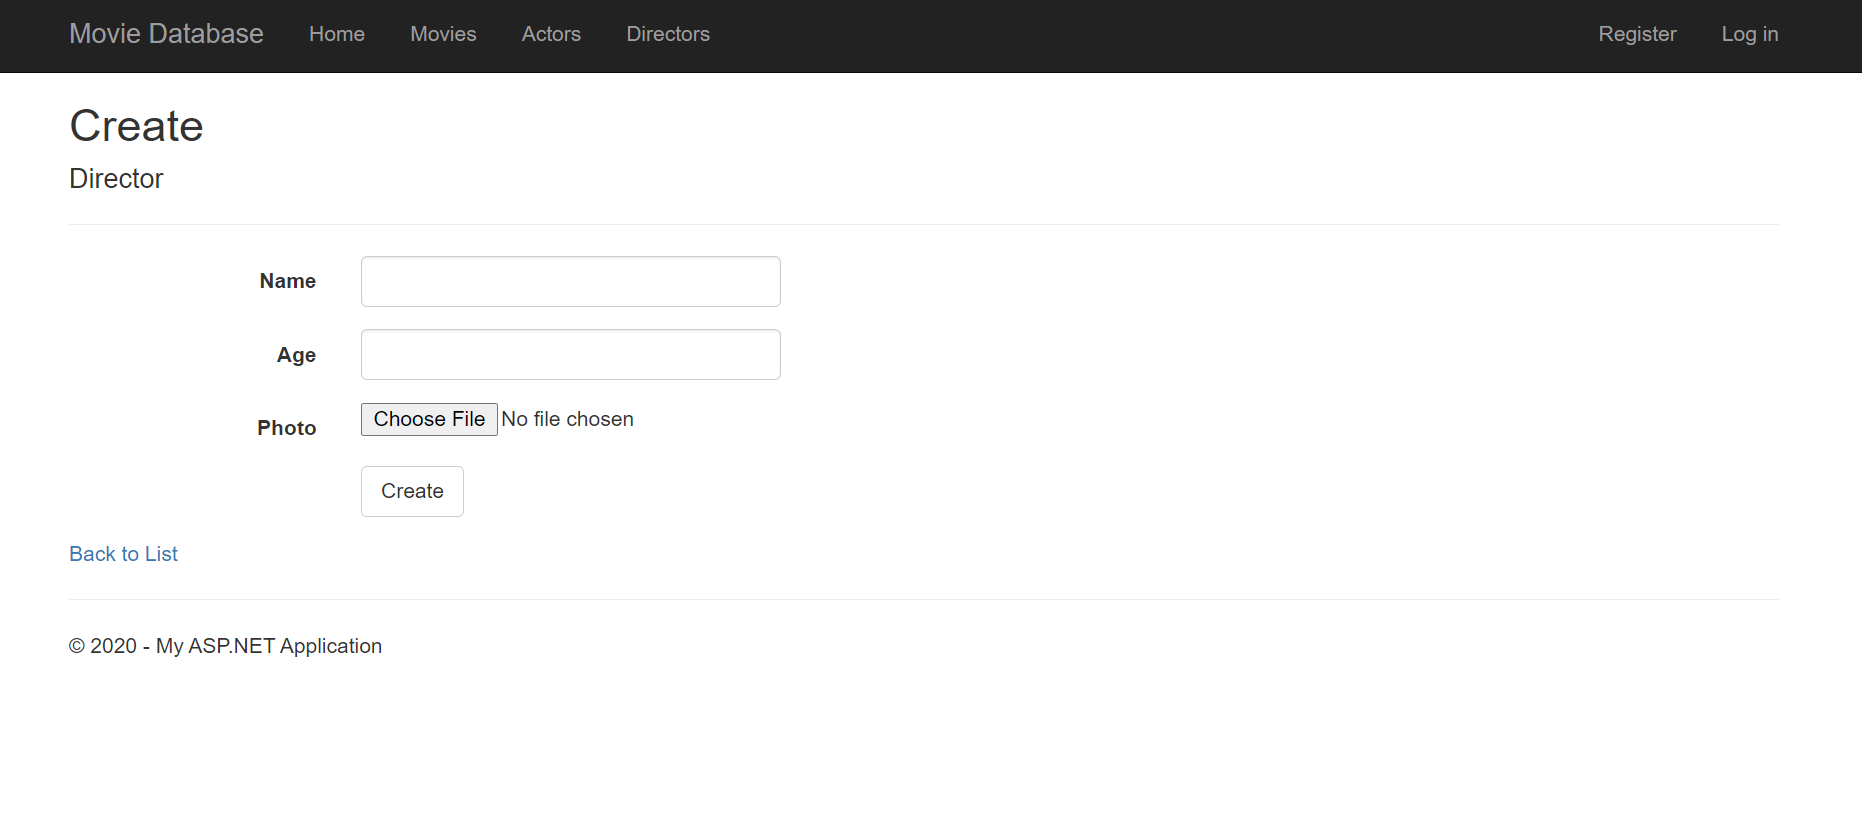 Movie Database Home Movies Actors Directors Register Log in
Create
Director
Name
Age
Photo Choose File No file chosen
Create
Back to List
© 2020 - My ASP.NET Application